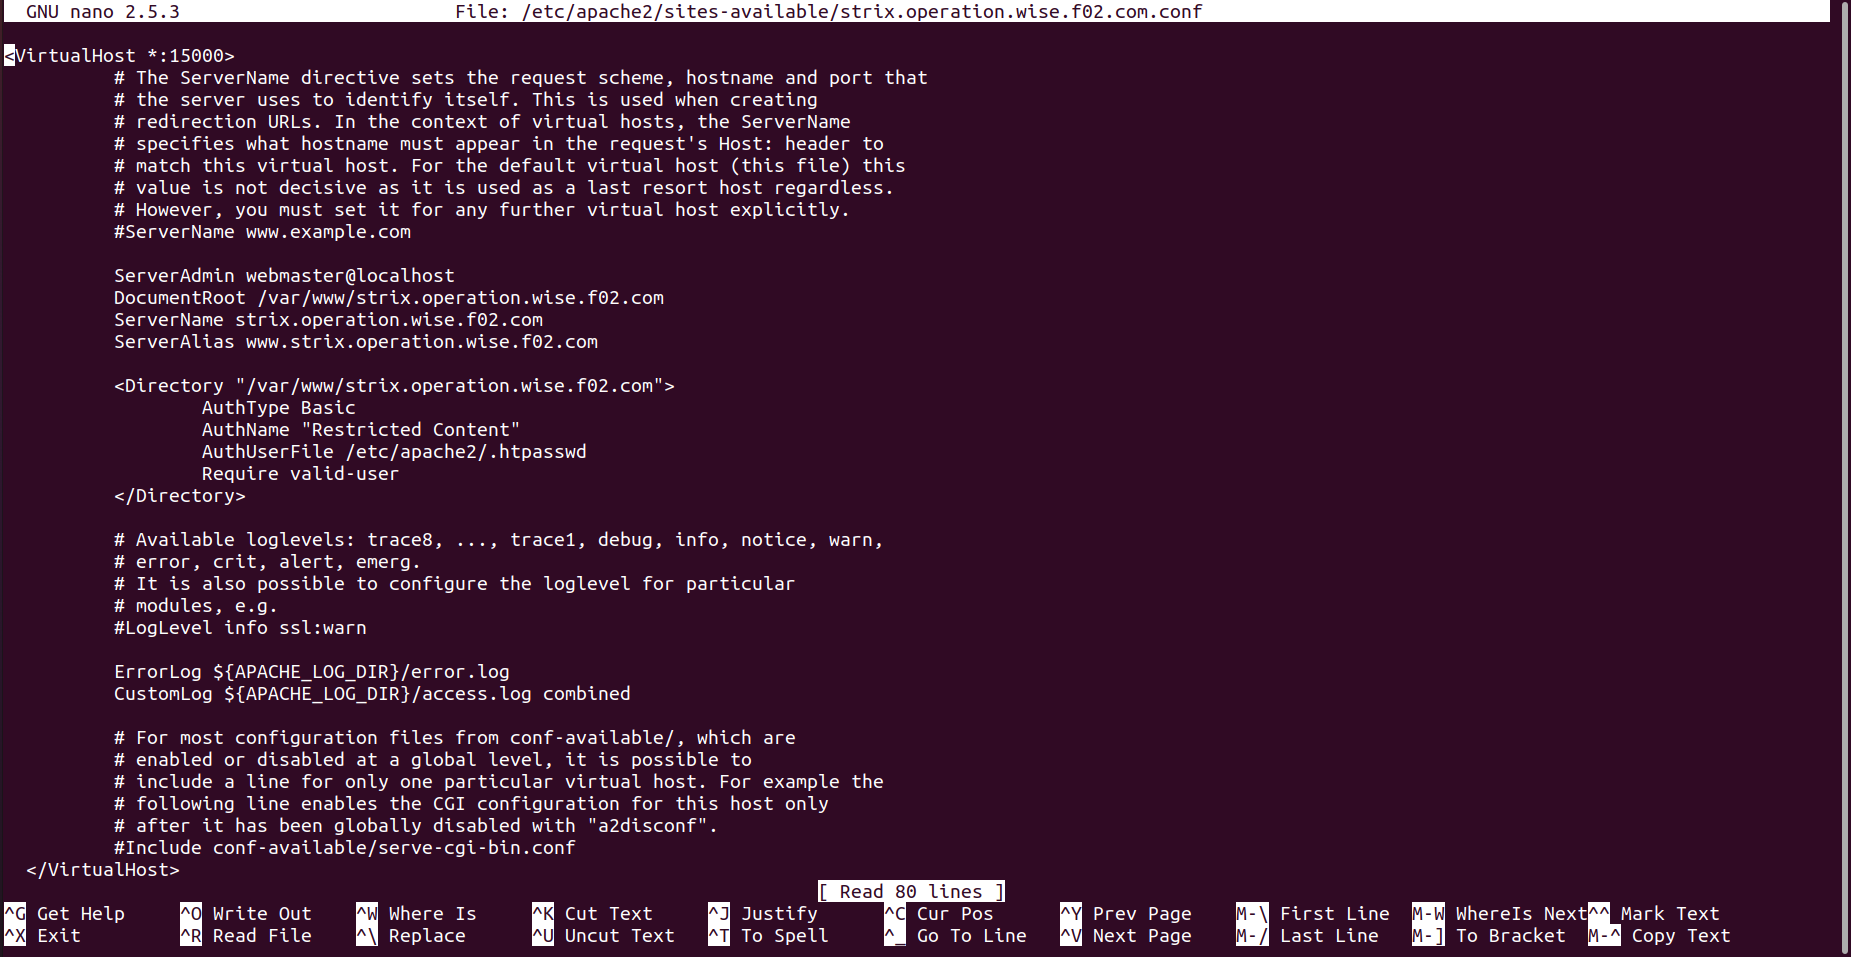 GNU nano 2.5.3 File: /etc/apache2/sites-available/strix.operation.wise.f02.com.conf
<VirtualHost *:15000>
# The ServerName directive sets the request scheme, hostname and port that
# the server uses to identify itself. This is used when creating
# redirection URLs. In the context of virtual hosts, the ServerName
# specifies what hostname must appear in the request's Host: header to
# match this virtual host. For the default virtual host (this file) this
# value is not decisive as it is used as a last resort host regardless.
# However, you must set it for any further virtual host explicitly.
#ServerName www.example.com
ServerAdmin webmaster@localhost
DocumentRoot /var/www/strix.operation.wise.f02.com
ServerName strix.operation.wise.f02.com
ServerAlias www.strix.operation.wise.f02.com
<Directory "/var/www/strix.operation.wise.f02.com">
AuthType Basic
AuthName "Restricted Content"
AuthUserFile /etc/apache2/.htpasswd
Require valid-user
</Directory>
# Available loglevels: trace8, ..., trace1, debug, info, notice, warn,
# error, crit, alert, emerg.
# It is also possible to configure the loglevel for particular
# modules, e.g.
#LogLevel info ssl:warn
ErrorLog ${APACHE_LOG_DIR}/error.log
CustomLog ${APACHE_LOG_DIR}/access.log combined
# For most configuration files from conf-available/, which are
# enabled or disabled at a global level, it is possible to
# include a line for only one particular virtual host. For example the
# following line enables the CGI configuration for this host only
# after it has been globally disabled with "a2disconf".
#Include conf-available/serve-cgi-bin.conf
</VirtualHost>
[ Read 80 lines ]
^G Get Help ^O Write Out ^W Where Is ^K Cut Text ^J Justify ^C Cur Pos ^Y Prev Page M-\ First Line M-W WhereIs Next ^^ Mark Text
^X Exit ^R Read File ^\ Replace ^U Uncut Text ^T To Spell ^_ Go To Line ^V Next Page M-/ Last Line M-] To Bracket M-^ Copy Text